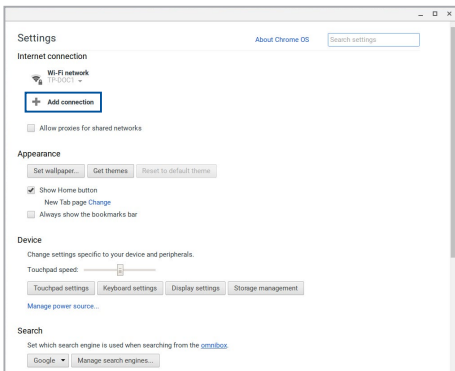 Settings
About Chrome OS
Search settings
Internet connection
Wi-Fi network
TP-DOC1
Add connection
Allow proxies for shared networks
Appearance
Set wallpaper... Get themes Reset to default theme
Show Home button
New Tab page Change
Always show the bookmarks bar
Device
Change settings specific to your device and peripherals.
Touchpad speed:
Touchpad settings Keyboard settings Display settings Storage management
Manage power source...
Search
Set which search engine is used when searching from the omnibox.
Google Manage search engines...